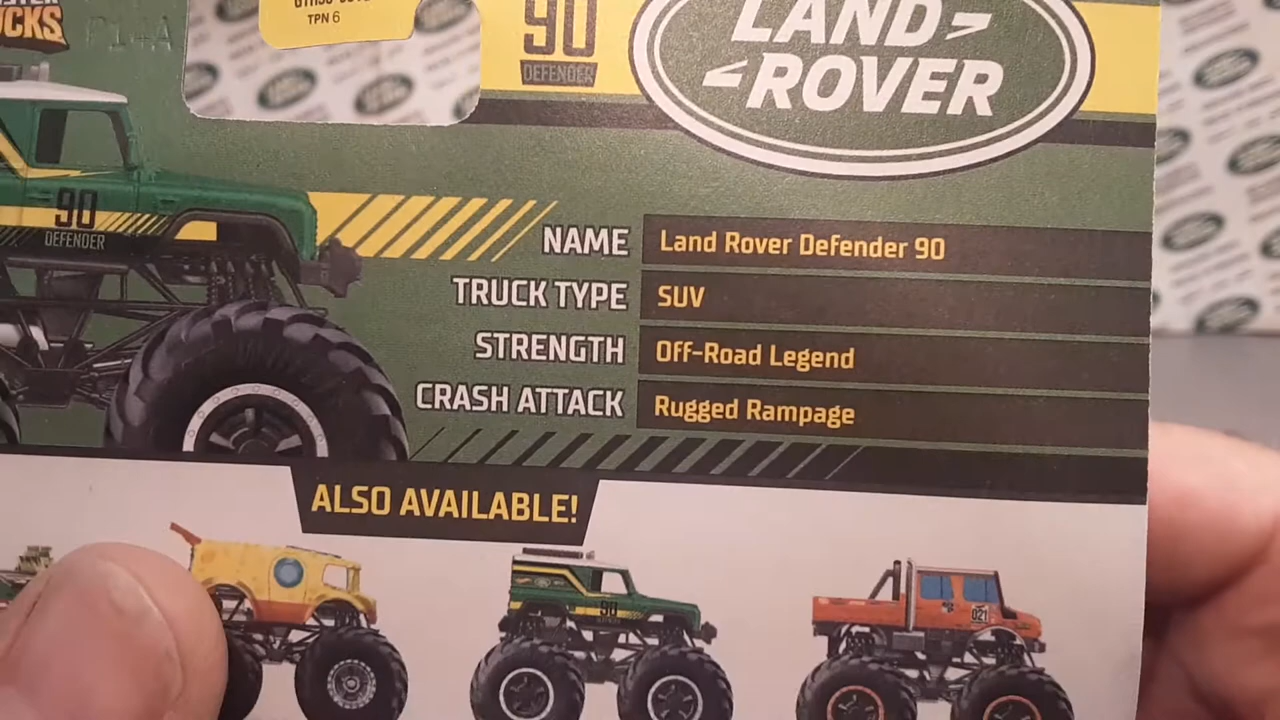 TPN 6
90
DEFENDER
LAND
ROVER
P14A
90
DEFENDER
NAME Land Rover Defender 90
TRUCK TYPE SUV
STRENGTH Off-Road Legend
CRASH ATTACK Rugged Rampage
ALSO AVAILABLE!
90
021